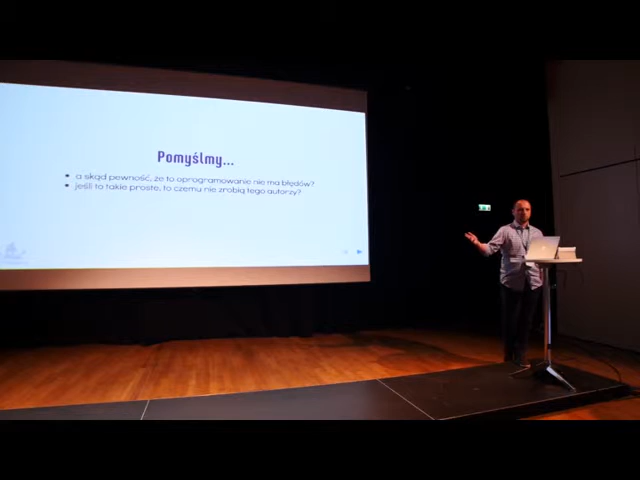 Pomyślmy...
a skąd pewność, że to oprogramowanie nie ma błędów?
jeśli to takie proste, to czemu nie zrobią tego autorzy?